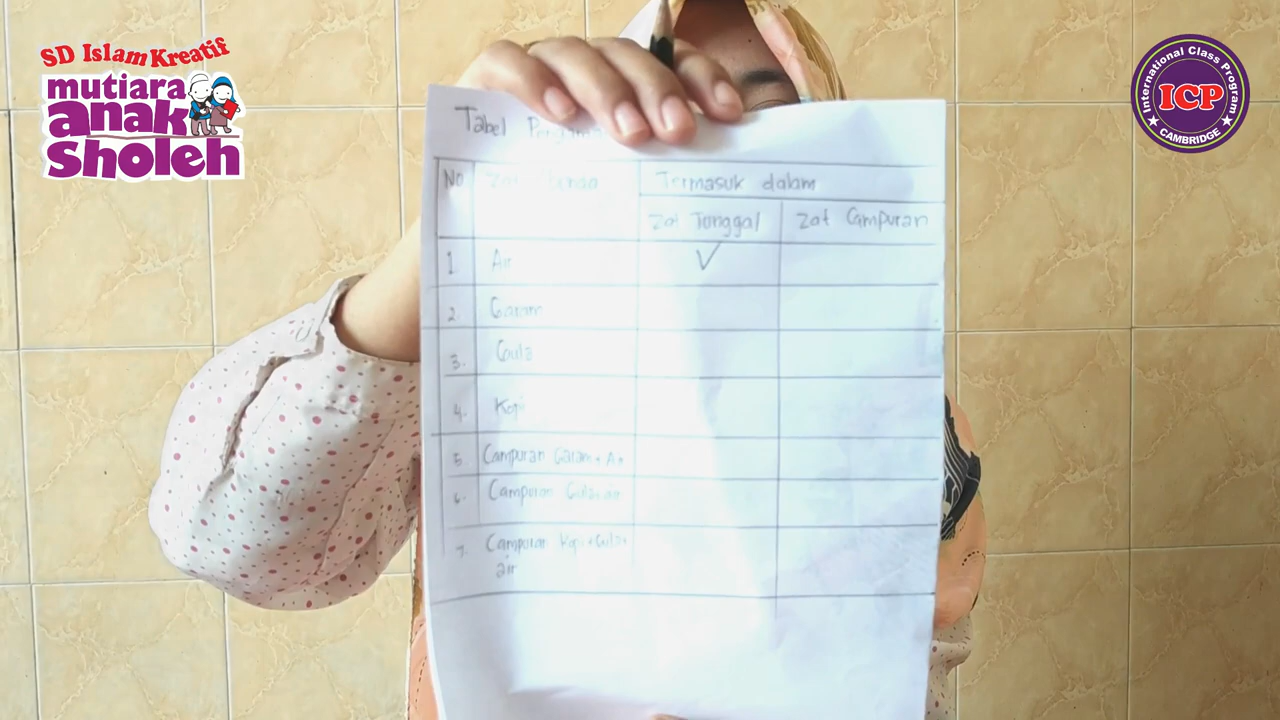 SD Islam Kreatif
mutiara
anak
sholeh
International Class Program
ICP
CAMBRIDGE
Tabel
No Zat Termasuk dalam
Zat Tunggal Zat Campuran
1. Air ✓
2. Garam
3. Gula
4. Kopi
5 Campuran Garam + Air
6. Campuran Gula + air
7. Campuran Kopi + Gula +
air